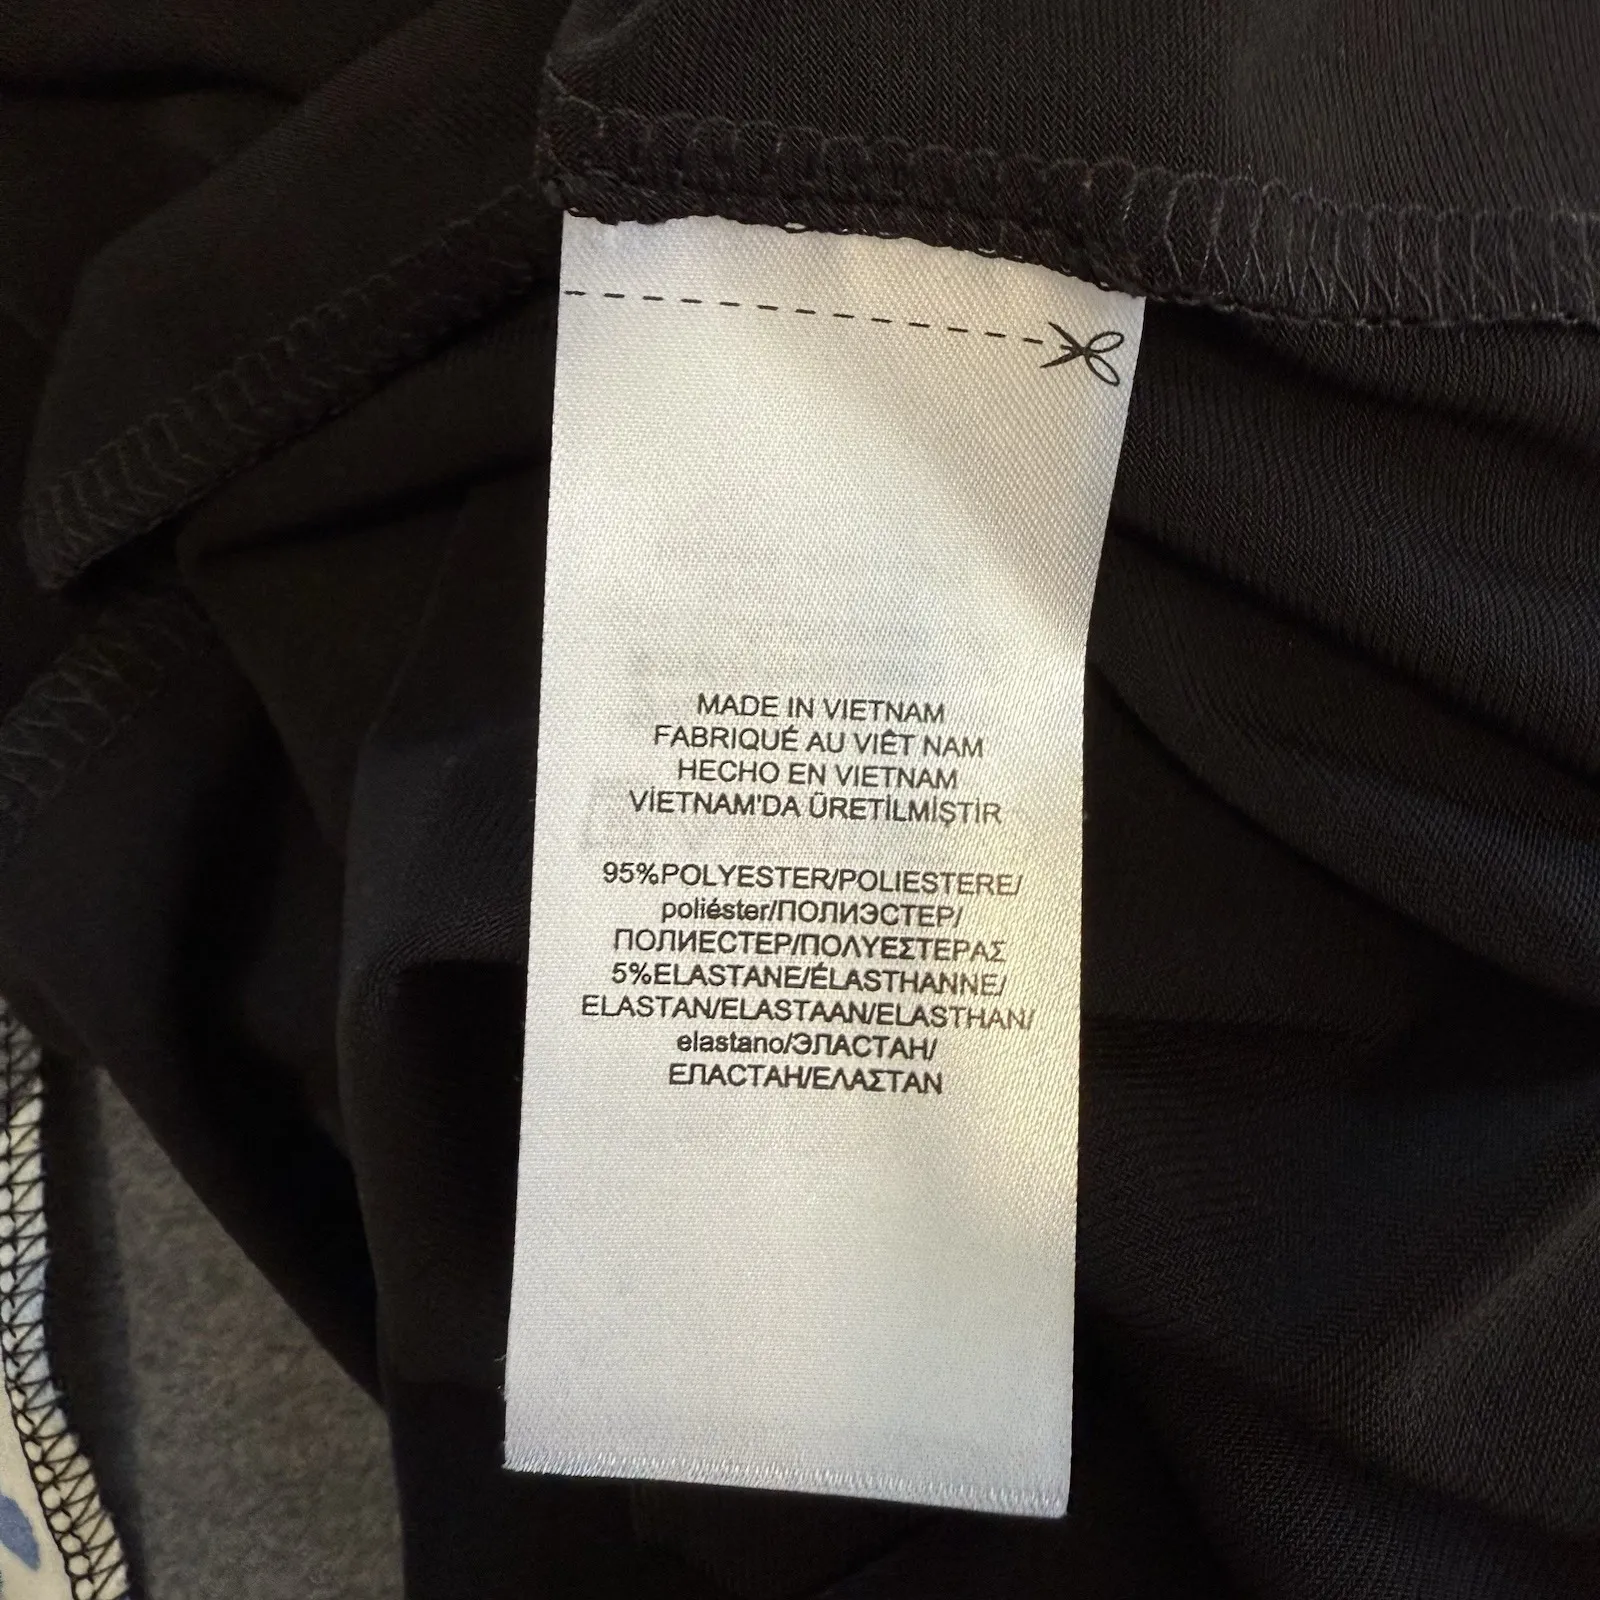 MADE IN VIETNAM
FABRIQUÉ AU VIÊT NAM
HECHO EN VIETNAM
VİETNAM'DA ÜRETİLMİŞTİR
95%POLYESTER/POLIESTERE/
poliéster/ПОЛИЭСТЕР/
ПОЛИЕСТЕР/ΠΟΛΥΕΣΤΕΡΑΣ
5%ELASTANE/ÉLASTHANNE/
ELASTAN/ELASTAAN/ELASTHAN/
elastano/ЭЛАСТАН/
ЕЛАСТАН/ΕΛΑΣΤΑΝ